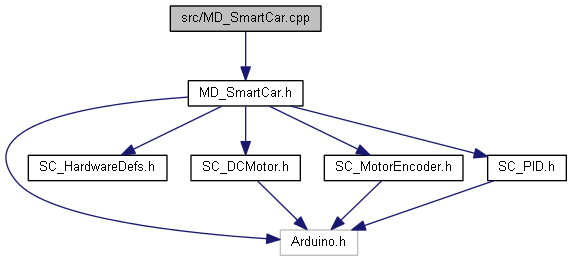 src/MD_SmartCar.cpp
MD_SmartCar.h
SC_HardwareDefs.h
SC_DCMotor.h
SC_MotorEncoder.h
SC_PID.h
Arduino.h